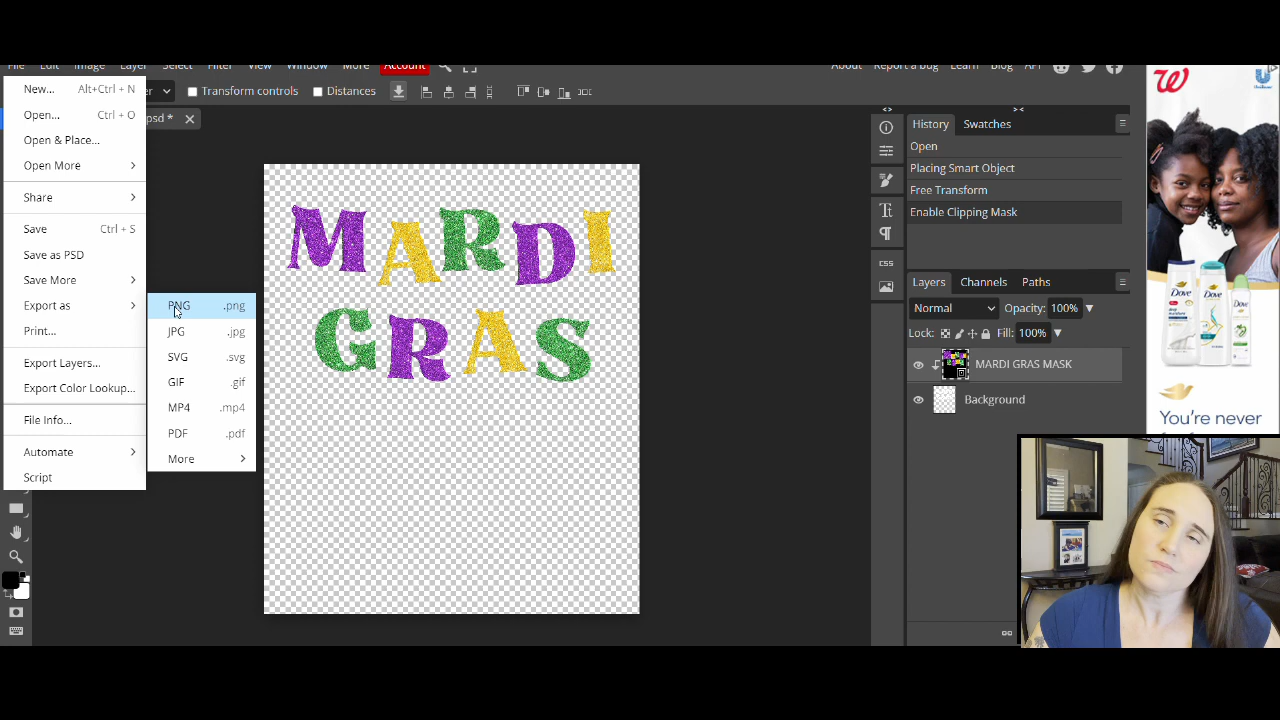 File Edit Image Layer Select Filter View Window More Account About Report a bug Learn Blog API
Transform controls Distances
psd *
New... Alt+Ctrl + N
Open... Ctrl + O
Open & Place...
Open More
Share
Save Ctrl + S
Save as PSD
Save More
Export as
Print...
Export Layers...
Export Color Lookup...
File Info...
Automate
Script
PNG .png
JPG .jpg
SVG .svg
GIF .gif
MP4 .mp4
PDF .pdf
More
MARDI
GRAS
History Swatches
Open
Placing Smart Object
Free Transform
Enable Clipping Mask
CSS
Layers Channels Paths
Normal Opacity: 100%
Lock: Fill: 100%
MARDI GRAS MASK
Background
W
Dove Dove Dove
You're never